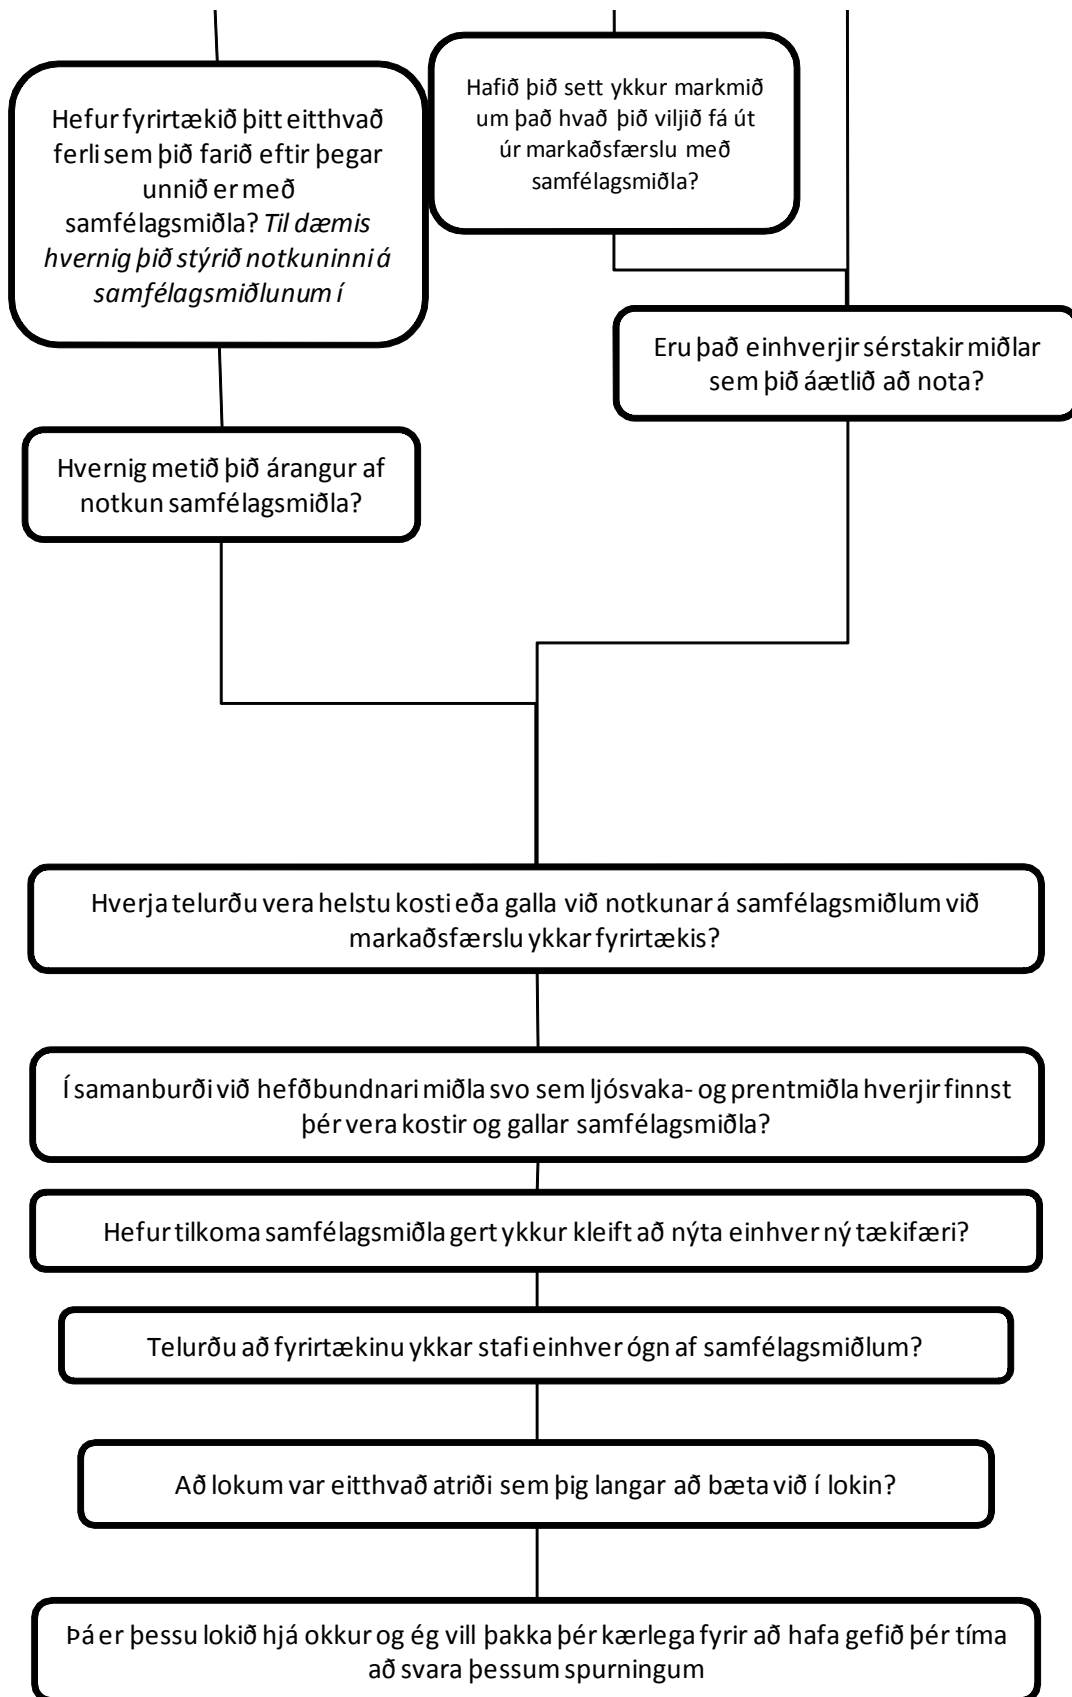 Hefur fyrirtækið þitt eitthvað
ferli sem þið farið eftir þegar
unnið er með
samfélagsmiðla? Til dæmis
hvernig þið stýrið notkuninni á
samfélagsmiðlunum í
Hafið þið sett ykkur markmið
um það hvað þið viljið fá út
úr markaðsfærslu með
samfélagsmiðla?
Eru það einhverjir sérstakir miðlar
sem þið áætlið að nota?
Hvernig metið þið árangur af
notkun samfélagsmiðla?
Hverja telurðu vera helstu kosti eða galla við notkunar á samfélagsmiðlum við
markaðsfærslu ykkar fyrirtækis?
Í samanburði við hefðbundnari miðla svo sem ljósvaka- og prentmiðla hverjir finnst
þér vera kostir og gallar samfélagsmiðla?
Hefur tilkoma samfélagsmiðla gert ykkur kleift að nýta einhver ný tækifæri?
Telurðu að fyrirtækinu ykkar stafi einhver ógn af samfélagsmiðlum?
Að lokum var eitthvað atriði sem þig langar að bæta við í lokin?
Þá er þessu lokið hjá okkur og ég vill þakka þér kærlega fyrir að hafa gefið þér tíma
að svara þessum spurningum